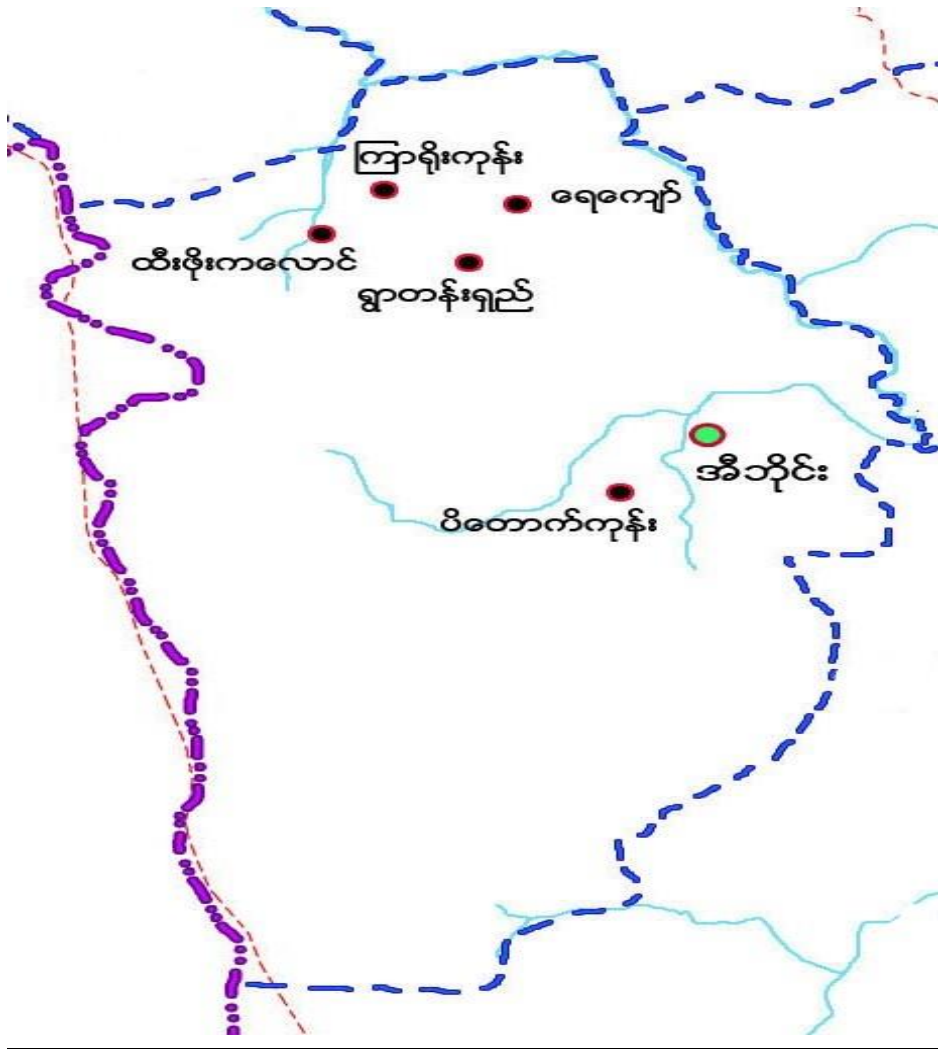 ကြာရိုးကုန်း
ရေကျော်
ထီးဖိုးကလောင်
ရွာတန်းရှည်
အီဘိုင်း
ပိတောက်ကုန်း